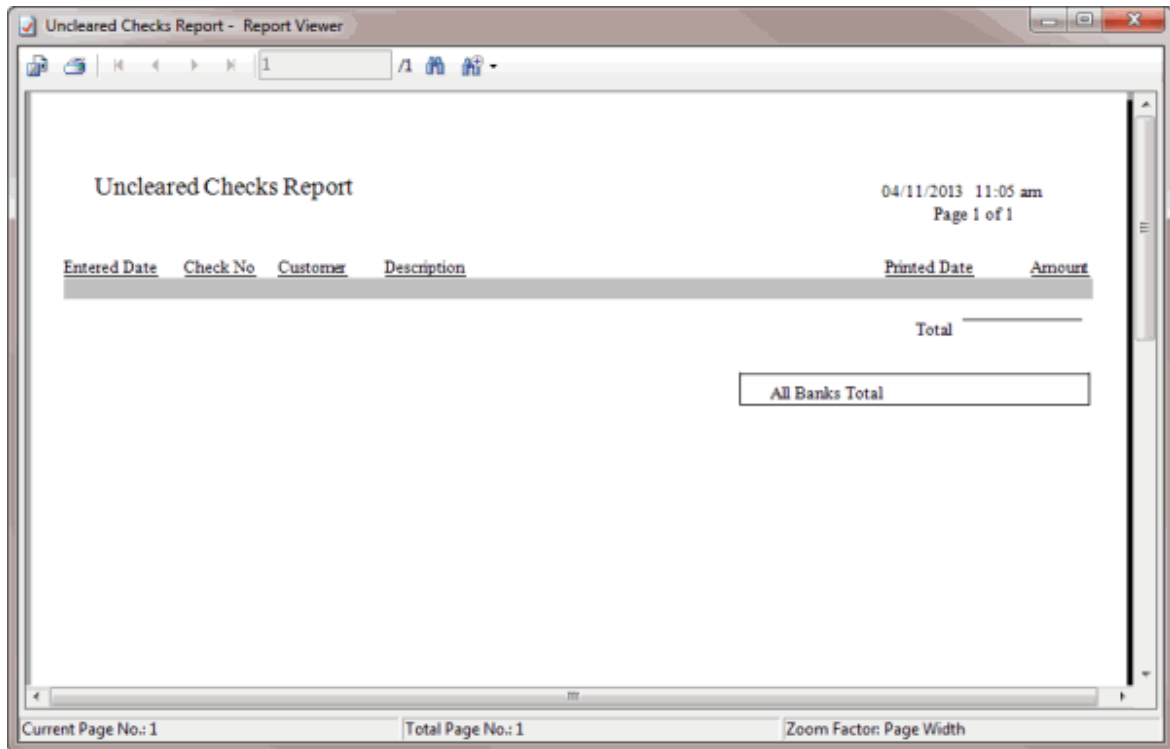 Uncleared Checks Report - Report Viewer
1 /1
Uncleared Checks Report
04/11/2013 11:05 am
Page 1 of 1
Entered Date Check No Customer Description Printed Date Amount
Total
All Banks Total
Current Page No.: 1 Total Page No.: 1 Zoom Factor: Page Width